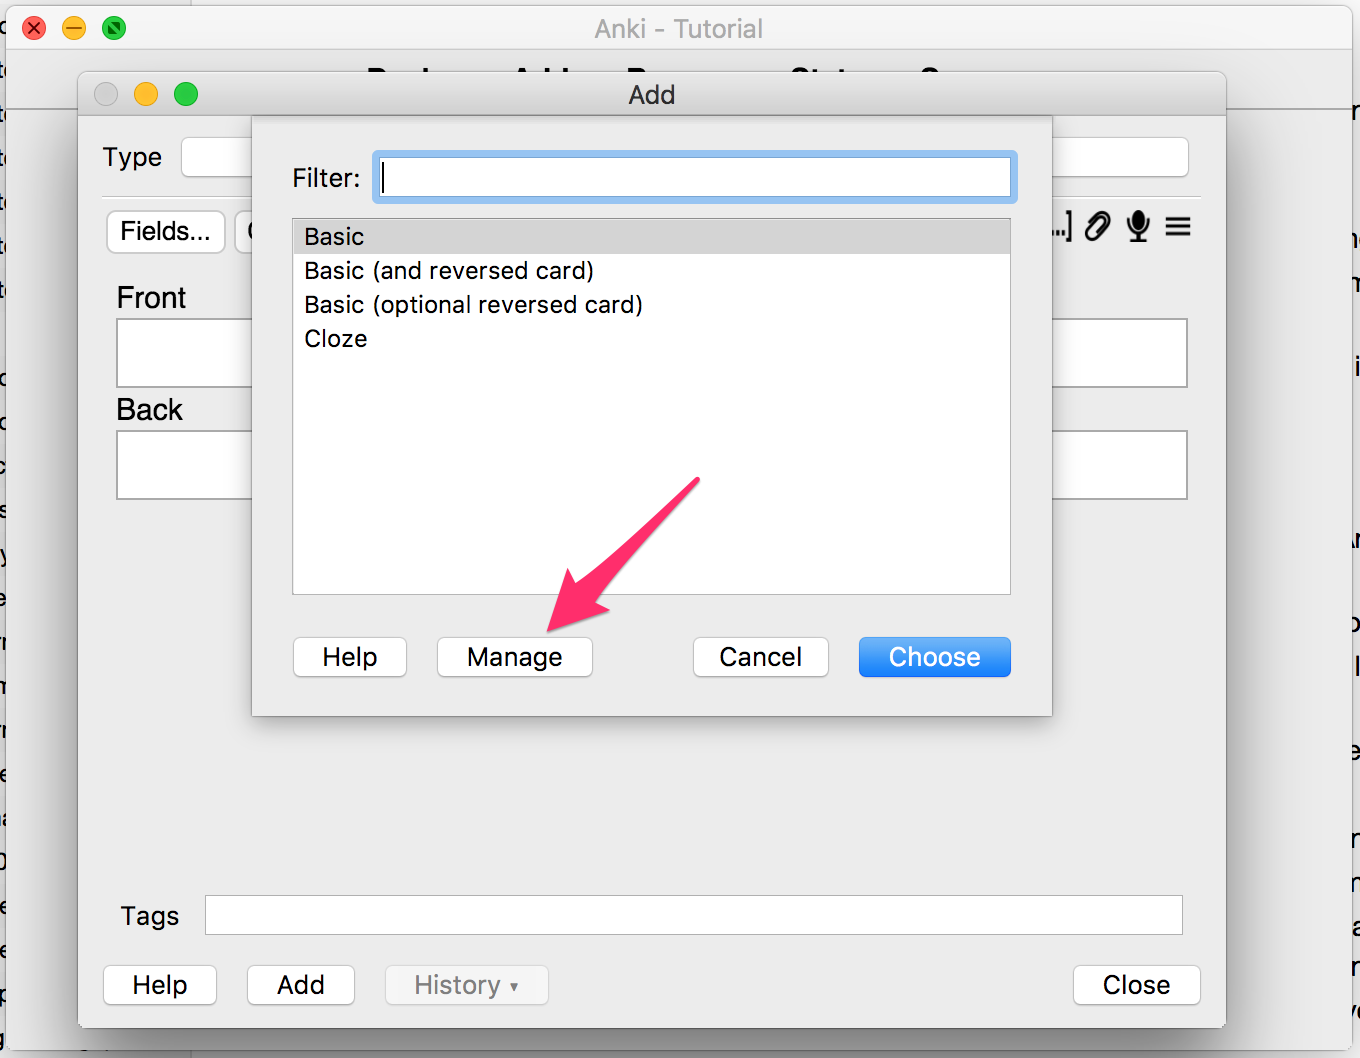 Anki - Tutorial
Add
Type
Filter:
Fields...
...]
Basic
Basic (and reversed card)
Basic (optional reversed card)
Cloze
Front
Back
Help
Manage
Cancel
Choose
Tags
Help
Add
History ▾
Close